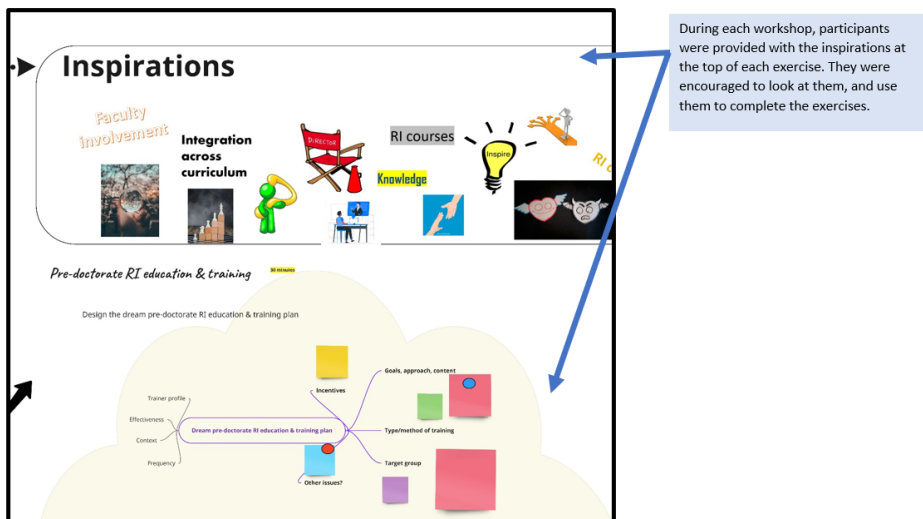 During each workshop, participants
were provided with the inspirations at
the top of each exercise. They were
encouraged to look at them, and use
them to complete the exercises.
Inspirations
Faculty
involvement
Integration
across
curriculum
DIRECTOR
RI courses
Knowledge
Inspire
RI
Pre-doctorate RI education & training
30 minutes
Design the dream pre-doctorate RI education & training plan
Goals, approach, content
Incentives
Trainer profile
Effectiveness
Dream pre-doctorate RI education & training plan
Type/method of training
Context
Frequency
Target group
Other issues?